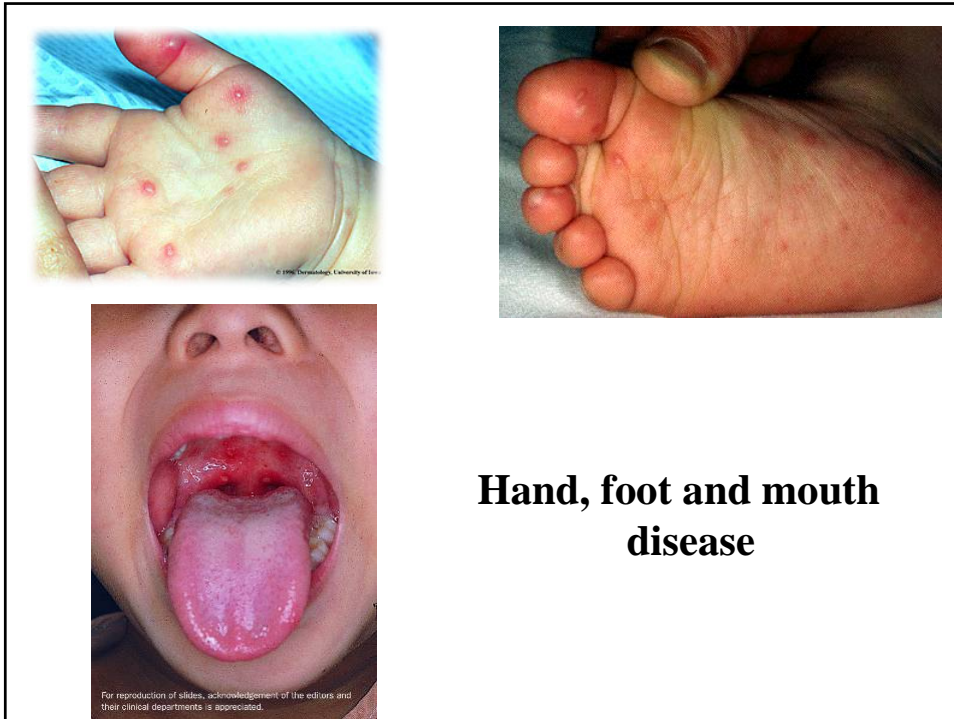 © 1996, Dermatology, University of Iowa
Hand, foot and mouth
disease
For reproduction of slides, acknowledgement of the editors and
their clinical departments is appreciated.